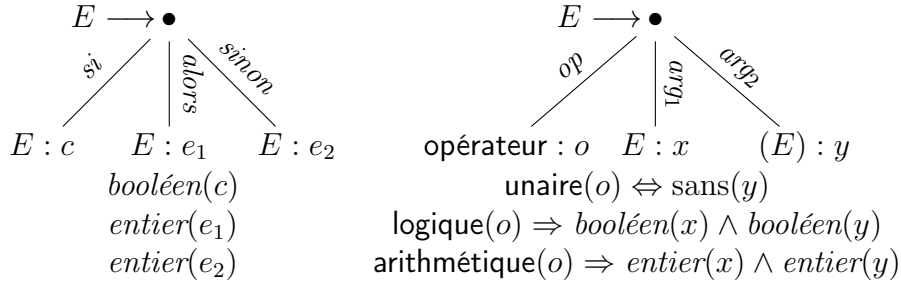 E ⟶ • E ⟶ •
si alors sinon op arg₁ arg₂
E : c E : e₁ E : e₂ opérateur : o E : x (E) : y
booléen(c) unaire(o) ⇔ sans(y)
entier(e₁) logique(o) ⇒ booléen(x) ∧ booléen(y)
entier(e₂) arithmétique(o) ⇒ entier(x) ∧ entier(y)